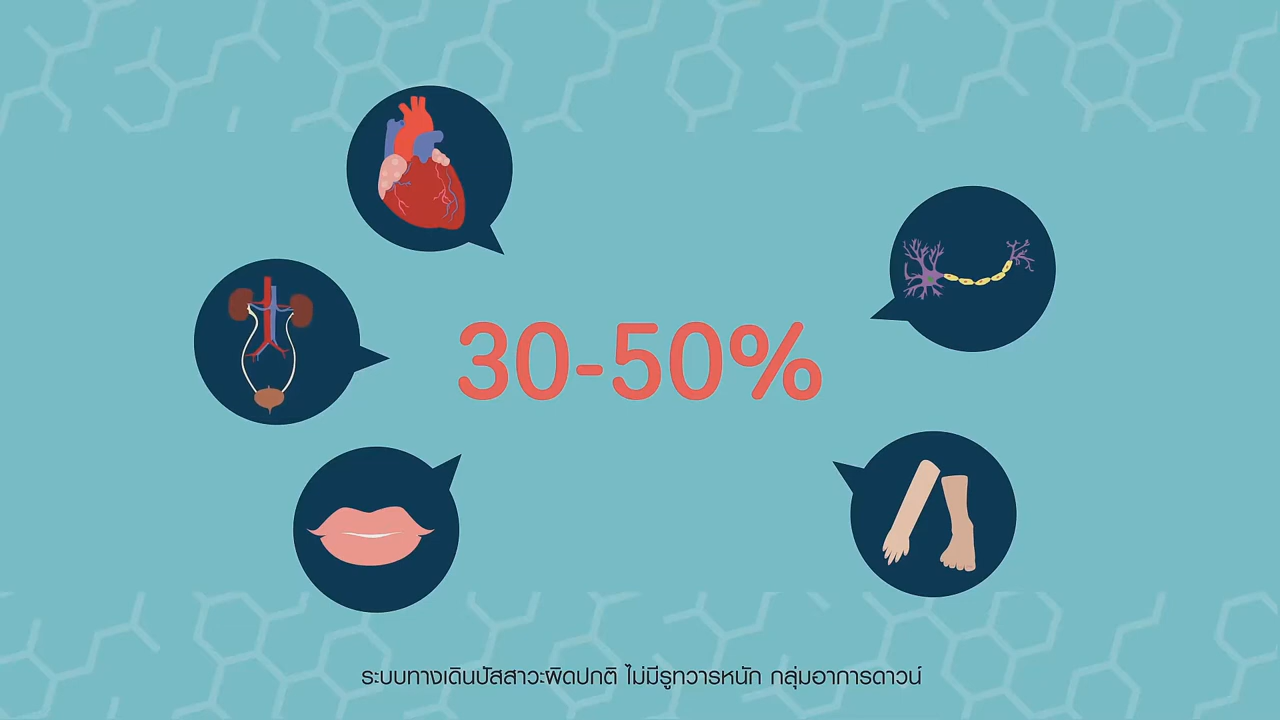 30-50%
ระบบทางเดินปัสสาวะผิดปกติ ไม่มีรูทวารหนัก กลุ่มอาการดาวน์